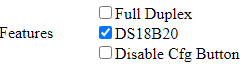 Full Duplex
Features DS18B20
Disable Cfg Button